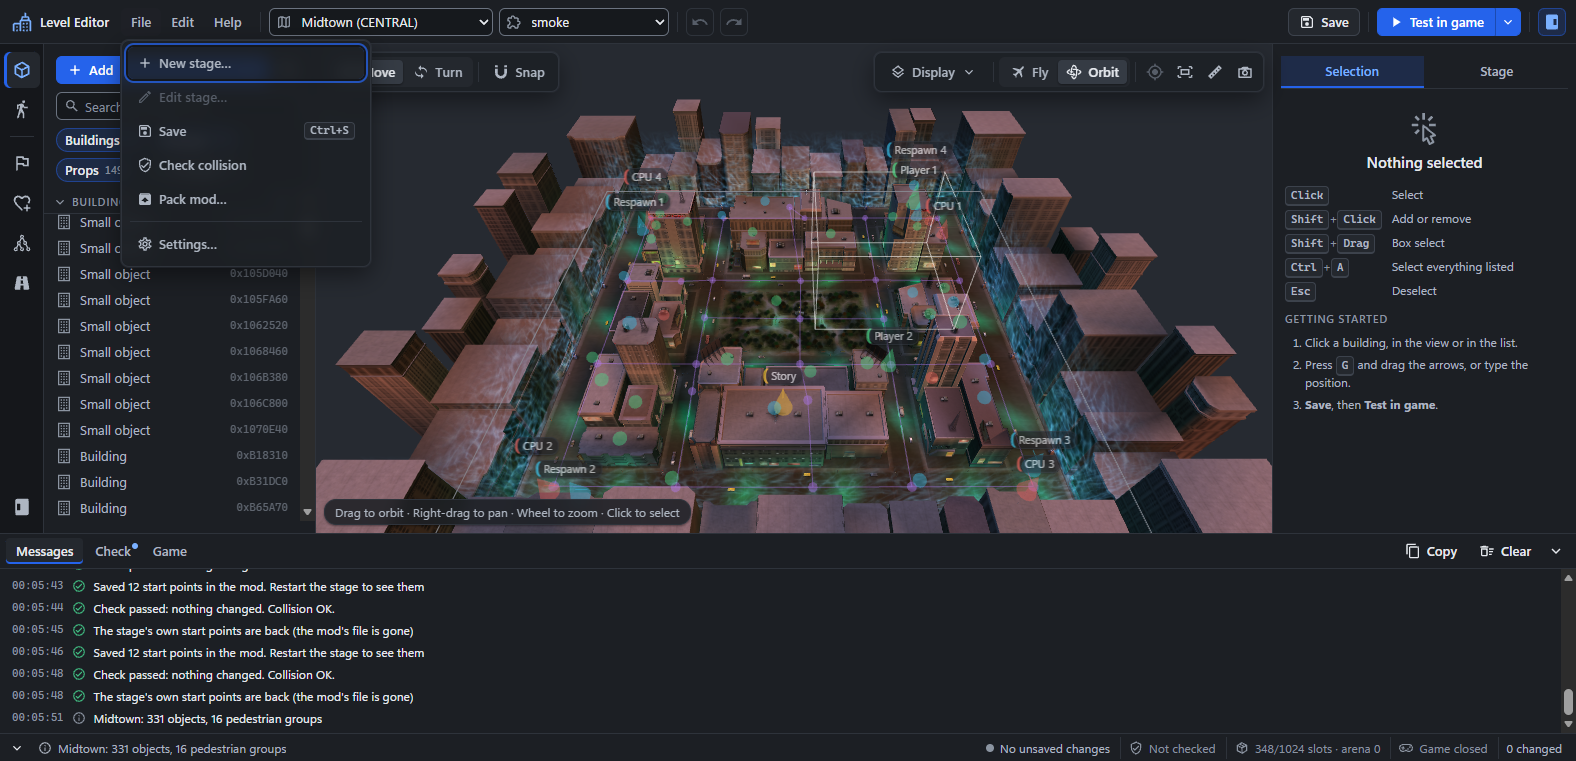 Level Editor File Edit Help Midtown (CENTRAL) smoke Save Test in game
New stage...
Edit stage...
Save Ctrl+S
Check collision
Pack mod...
Settings...
Add
Search
Buildings
Props 149
BUILDING
Small o
Small o
Small object 0x105D040
Small object 0x105FA60
Small object 0x1062520
Small object 0x1068460
Small object 0x106B380
Small object 0x106C800
Small object 0x1070E40
Building 0xB18310
Building 0xB31DC0
Building 0xB65A70
ove Turn Snap
Display Fly Orbit
Respawn 4
Player 1
CPU 4
Respawn 1
CPU 1
Player 2
Story
CPU 2
Respawn 3
Respawn 2
CPU 3
Drag to orbit · Right-drag to pan · Wheel to zoom · Click to select
Selection Stage
Nothing selected
Click Select
Shift + Click Add or remove
Shift + Drag Box select
Ctrl + A Select everything listed
Esc Deselect
GETTING STARTED
1. Click a building, in the view or in the list.
2. Press G and drag the arrows, or type the
position.
3. Save, then Test in game.
Messages Check Game Copy Clear
00:05:43 Saved 12 start points in the mod. Restart the stage to see them
00:05:44 Check passed: nothing changed. Collision OK.
00:05:45 The stage's own start points are back (the mod's file is gone)
00:05:46 Saved 12 start points in the mod. Restart the stage to see them
00:05:48 Check passed: nothing changed. Collision OK.
00:05:48 The stage's own start points are back (the mod's file is gone)
00:05:51 Midtown: 331 objects, 16 pedestrian groups
Midtown: 331 objects, 16 pedestrian groups No unsaved changes Not checked 348/1024 slots · arena 0 Game closed 0 changed